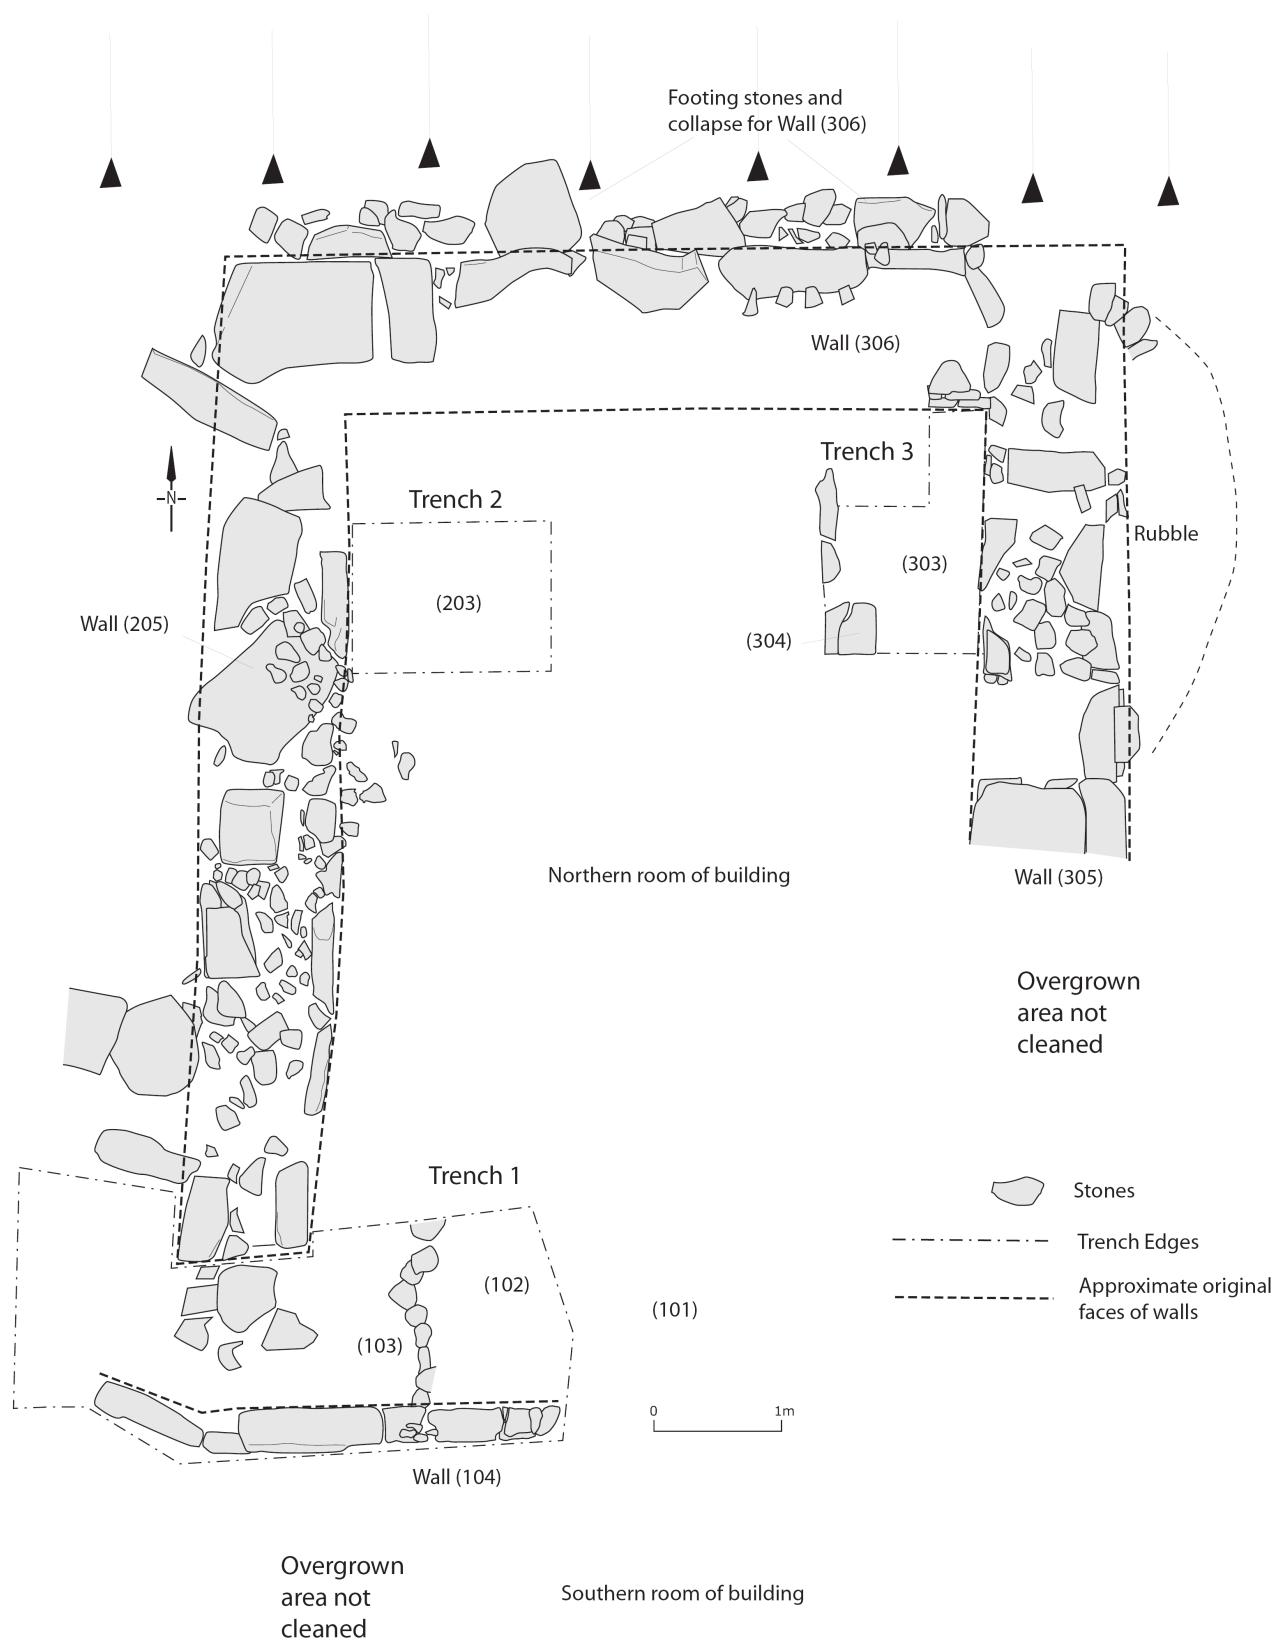 Footing stones and
collapse for Wall (306)
Wall (306)
Trench 3
N
Trench 2
Rubble
(303)
(203)
Wall (205)
(304)
Northern room of building
Wall (305)
Overgrown
area not
cleaned
Trench 1
Stones
Trench Edges
(102)
Approximate original
faces of walls
(101)
(103)
0
1m
Wall (104)
Overgrown
area not
cleaned
Southern room of building